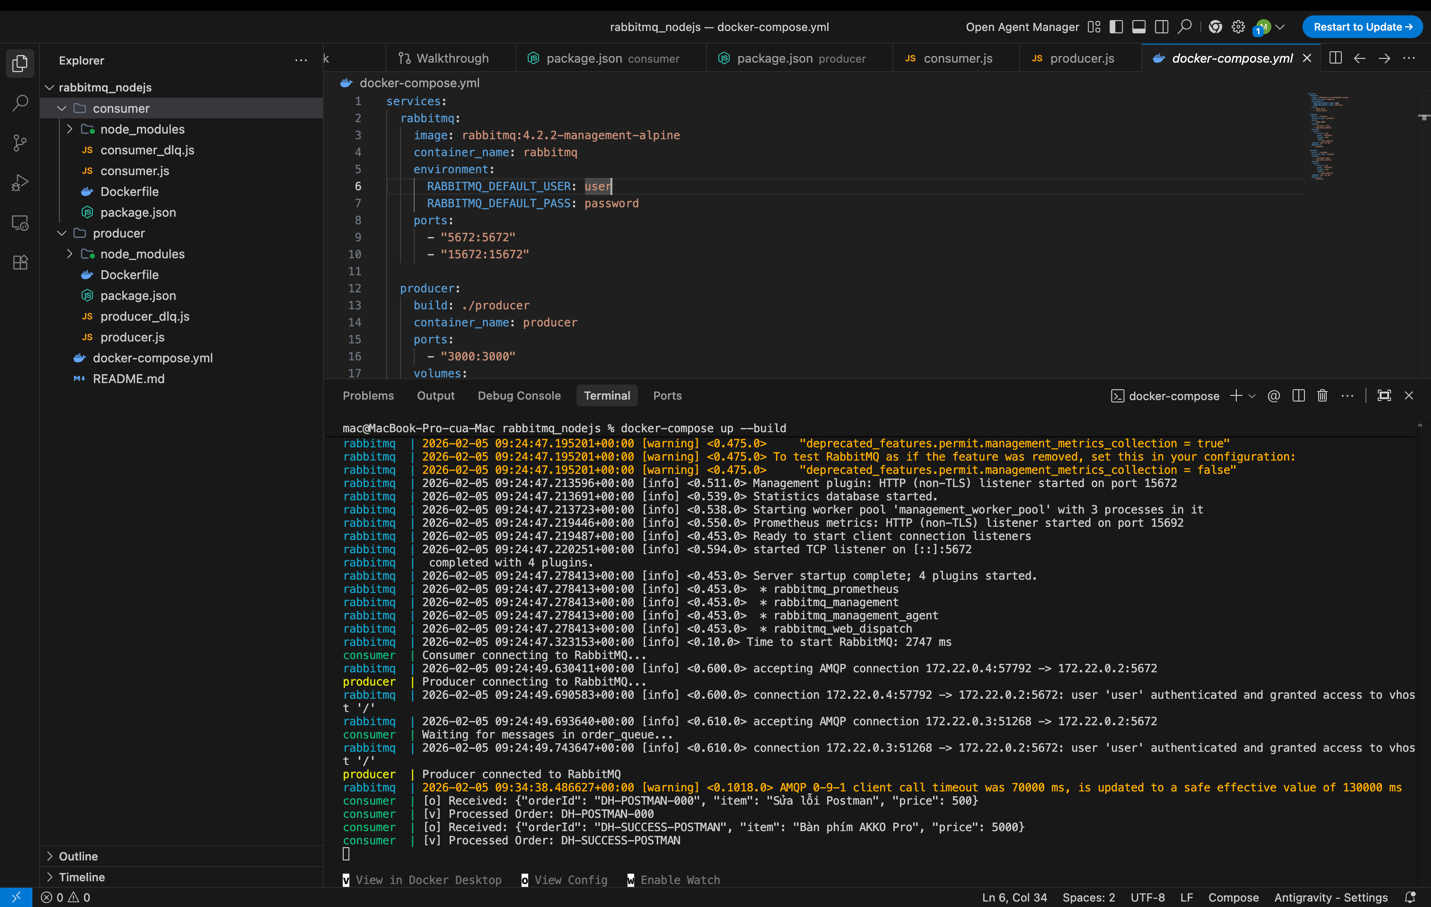 rabbitmq_nodejs — docker-compose.yml
Open Agent Manager
1
Restart to Update →
Explorer
k
Walkthrough
package.json consumer
package.json producer
JS consumer.js
JS producer.js
docker-compose.yml
rabbitmq_nodejs
consumer
node_modules
JS consumer_dlq.js
JS consumer.js
Dockerfile
package.json
producer
node_modules
Dockerfile
package.json
JS producer_dlq.js
JS producer.js
docker-compose.yml
README.md
Outline
Timeline
docker-compose.yml
1 services:
2 rabbitmq:
3 image: rabbitmq:4.2.2-management-alpine
4 container_name: rabbitmq
5 environment:
6 RABBITMQ_DEFAULT_USER: user
7 RABBITMQ_DEFAULT_PASS: password
8 ports:
9 - "5672:5672"
10 - "15672:15672"
11
12 producer:
13 build: ./producer
14 container_name: producer
15 ports:
16 - "3000:3000"
17 volumes:
Problems Output Debug Console Terminal Ports
docker-compose
mac@MacBook-Pro-cua-Mac rabbitmq_nodejs % docker-compose up --build
rabbitmq | 2026-02-05 09:24:47.195201+00:00 [warning] <0.475.0> "deprecated_features.permit.management_metrics_collection = true"
rabbitmq | 2026-02-05 09:24:47.195201+00:00 [warning] <0.475.0> To test RabbitMQ as if the feature was removed, set this in your configuration:
rabbitmq | 2026-02-05 09:24:47.195201+00:00 [warning] <0.475.0> "deprecated_features.permit.management_metrics_collection = false"
rabbitmq | 2026-02-05 09:24:47.213596+00:00 [info] <0.511.0> Management plugin: HTTP (non-TLS) listener started on port 15672
rabbitmq | 2026-02-05 09:24:47.213691+00:00 [info] <0.539.0> Statistics database started.
rabbitmq | 2026-02-05 09:24:47.213723+00:00 [info] <0.538.0> Starting worker pool 'management_worker_pool' with 3 processes in it
rabbitmq | 2026-02-05 09:24:47.219446+00:00 [info] <0.550.0> Prometheus metrics: HTTP (non-TLS) listener started on port 15692
rabbitmq | 2026-02-05 09:24:47.219487+00:00 [info] <0.453.0> Ready to start client connection listeners
rabbitmq | 2026-02-05 09:24:47.220251+00:00 [info] <0.594.0> started TCP listener on [::]:5672
rabbitmq | completed with 4 plugins.
rabbitmq | 2026-02-05 09:24:47.278413+00:00 [info] <0.453.0> Server startup complete; 4 plugins started.
rabbitmq | 2026-02-05 09:24:47.278413+00:00 [info] <0.453.0> * rabbitmq_prometheus
rabbitmq | 2026-02-05 09:24:47.278413+00:00 [info] <0.453.0> * rabbitmq_management
rabbitmq | 2026-02-05 09:24:47.278413+00:00 [info] <0.453.0> * rabbitmq_management_agent
rabbitmq | 2026-02-05 09:24:47.278413+00:00 [info] <0.453.0> * rabbitmq_web_dispatch
rabbitmq | 2026-02-05 09:24:47.323153+00:00 [info] <0.10.0> Time to start RabbitMQ: 2747 ms
consumer | Consumer connecting to RabbitMQ...
rabbitmq | 2026-02-05 09:24:49.630411+00:00 [info] <0.600.0> accepting AMQP connection 172.22.0.4:57792 -> 172.22.0.2:5672
producer | Producer connecting to RabbitMQ...
rabbitmq | 2026-02-05 09:24:49.690583+00:00 [info] <0.600.0> connection 172.22.0.4:57792 -> 172.22.0.2:5672: user 'user' authenticated and granted access to vhos
t '/'
rabbitmq | 2026-02-05 09:24:49.693640+00:00 [info] <0.610.0> accepting AMQP connection 172.22.0.3:51268 -> 172.22.0.2:5672
consumer | Waiting for messages in order_queue...
rabbitmq | 2026-02-05 09:24:49.743647+00:00 [info] <0.610.0> connection 172.22.0.3:51268 -> 172.22.0.2:5672: user 'user' authenticated and granted access to vhos
t '/'
producer | Producer connected to RabbitMQ
rabbitmq | 2026-02-05 09:34:38.486627+00:00 [warning] <0.1018.0> AMQP 0-9-1 client call timeout was 70000 ms, is updated to a safe effective value of 130000 ms
consumer | [o] Received: {"orderId": "DH-POSTMAN-000", "item": "Sửa lỗi Postman", "price": 500}
consumer | [v] Processed Order: DH-POSTMAN-000
consumer | [o] Received: {"orderId": "DH-SUCCESS-POSTMAN", "item": "Bàn phím AKKO Pro", "price": 5000}
consumer | [v] Processed Order: DH-SUCCESS-POSTMAN
v View in Docker Desktop o View Config w Enable Watch
0 0
Ln 6, Col 34 Spaces: 2 UTF-8 LF Compose Antigravity - Settings